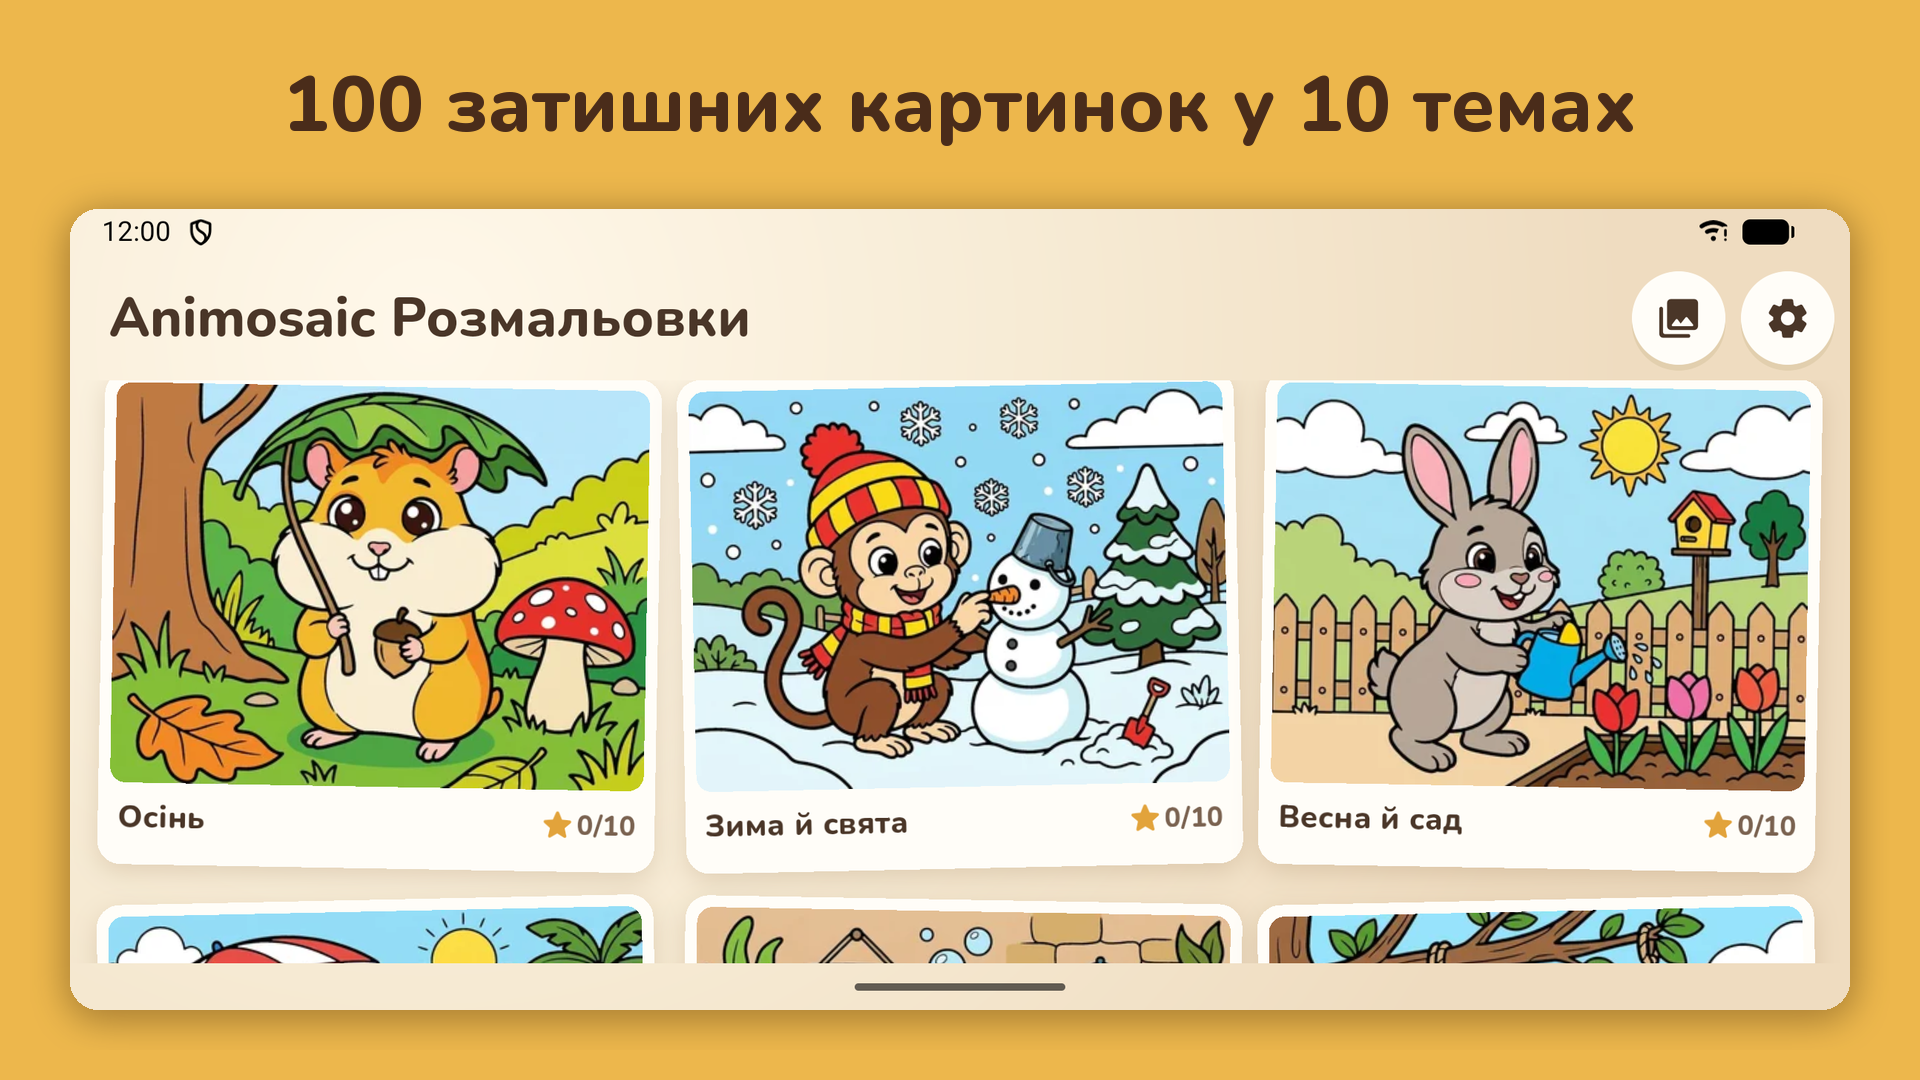 100 затишних картинок у 10 темах
12:00
Animosaic Розмальовки
Осінь
0/10
Зима й свята
0/10
Весна й сад
0/10